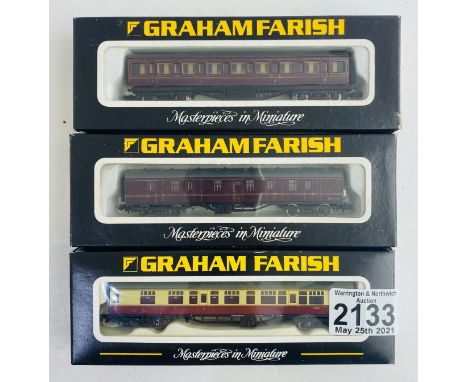 GRAHAM FARISH
Masterpieces in Miniature
GRAHAM FARISH
Masterpieces in Miniature
GRAHAM FARISH
Warrington & Northwich
Auction
2133
May 25th 2021
Masterpieces in Miniature